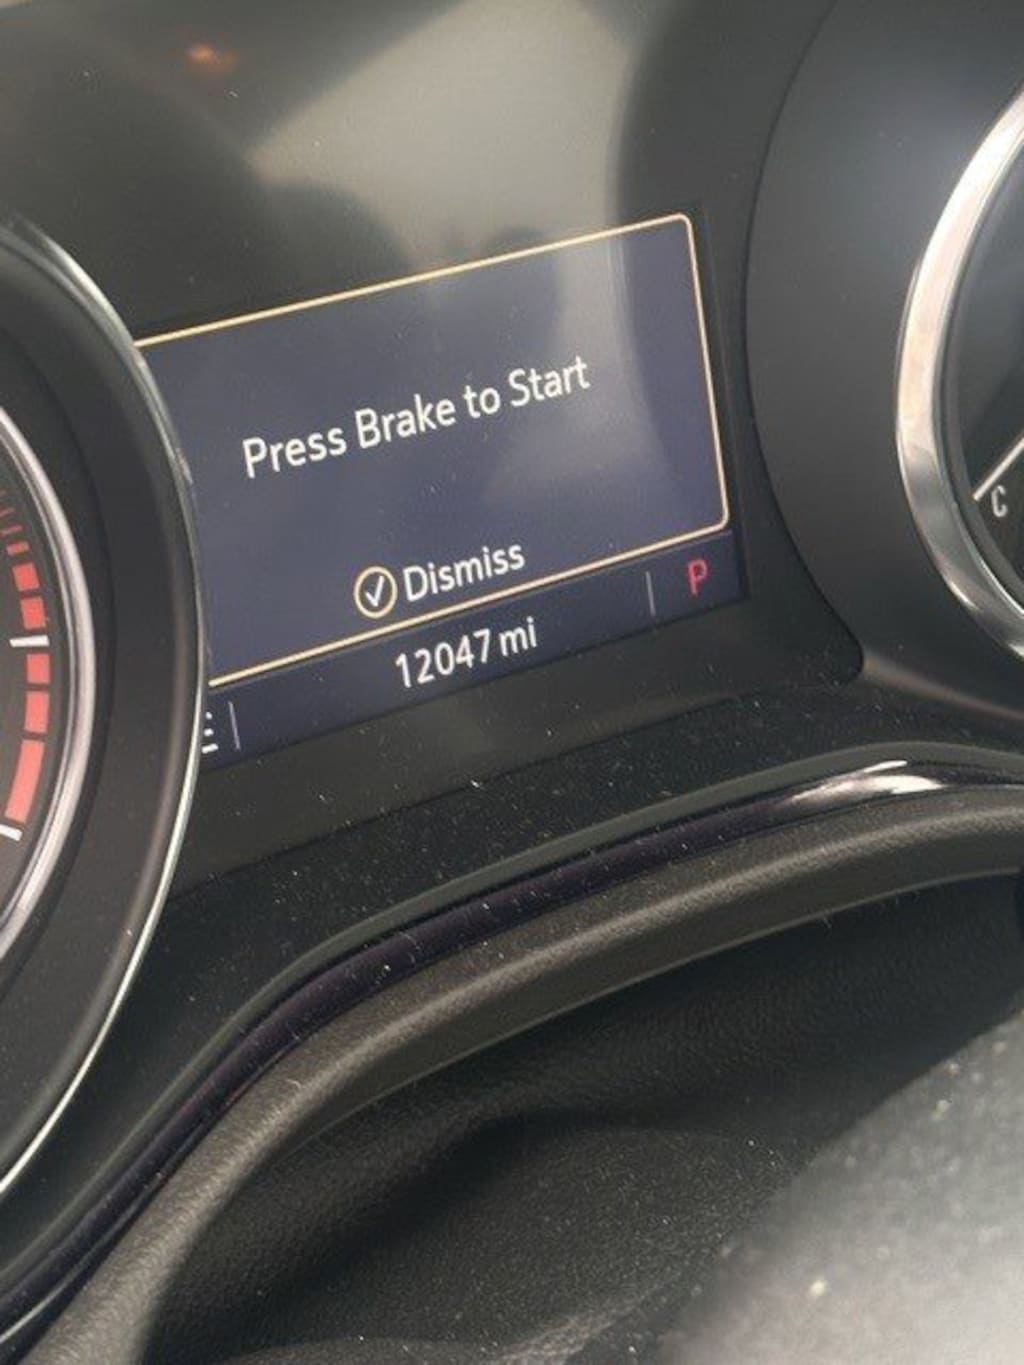 Press Brake to Start
Dismiss
12047 mi
P
E
C